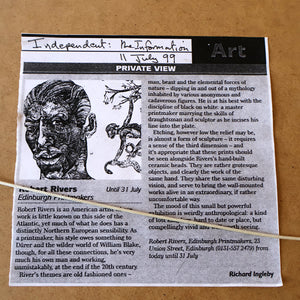 Independent: the Information
11 July 99
Art
PRIVATE VIEW
Robert Rivers
Until 31 July
Edinburgh Printmakers
Robert Rivers is an American artist
work is little known on this side of the
Atlantic, yet much of what he does has a
distinctly Northern European sensibility. As
a printmaker, his style owes something to
Dürer and the wilder world of William Blake,
though, for all these connections, he's very
much his own man and working,
unmistakably, at the end of the 20th century.
River's themes are old fashioned ones –
man, beast and the elemental forces of
nature – dipping in and out of a mythology
inhabited by various anonymous and
cadaverous figures. He is at his best with the
discipline of black on white: a master
printmaker marrying the skills of
draughtsman and sculptor as he incises his
line into the plate.
Etching, however low the relief may be,
is almost a form of sculpture – it requires
a sense of the third dimension – and
it's appropriate that these prints should
be seen alongside Rivers's hand-built
ceramic heads. They are rather grotesque
objects, and clearly the work of the
same hand. They share the same disturbing
vision, and serve to bring the wall-mounted
works alive in an extraordinary, if rather
uncomfortable way.
The mood of this small but powerful
exhibition is weirdly anthropological: a kind
of hard to date or place, but
compellingly vivid and worth seeing.
Robert Rivers, Edinburgh Printmakers, 23
Union Street, Edinburgh (0131-557 2479) from
today until 31 July
Richard Ingleby